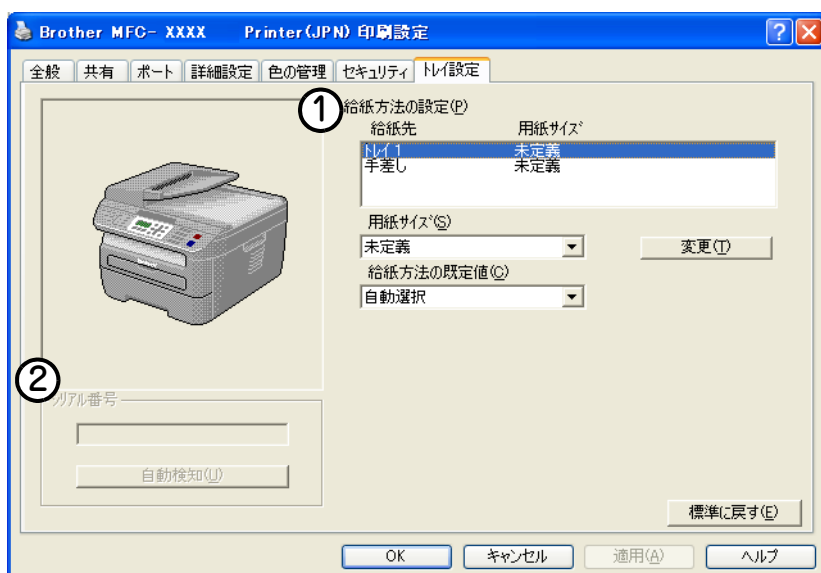 Brother MFC- XXXX Printer(JPN) 印刷設定
全般 共有 ポート 詳細設定 色の管理 セキュリティ トレイ設定
① 給紙方法の設定(P)
給紙先 用紙サイズ
トレイ1 未定義
手差し 未定義
用紙サイズ(S)
未定義 変更(T)
給紙方法の既定値(C)
自動選択
②
シリアル番号
自動検知(U)
標準に戻す(E)
OK キャンセル 適用(A) ヘルプ